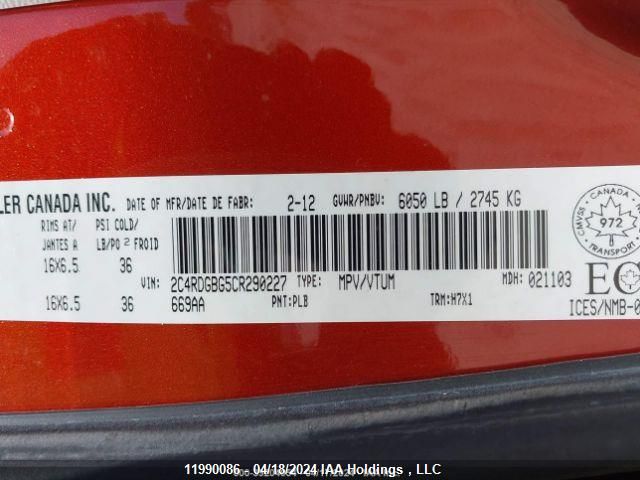 LER CANADA INC. DATE OF MFR/DATE DE FABR: 2-12 GVWR/PNBV: 6050 LB / 2745 KG
RIMS AT/ PSI COLD/
JANTES A LB/PO 2 FROID
16X6.5 36
VIN: 2C4RDGBG5CR290227 TYPE: MPV/VTUM MDH: 021103
16X6.5 36 669AA PNT:PLB TRM:H7X1
CMVSR
972
TRANSPORT
EC
ICES/NMB-0
11990086 04/18/2024 IAA Holdings , LLC